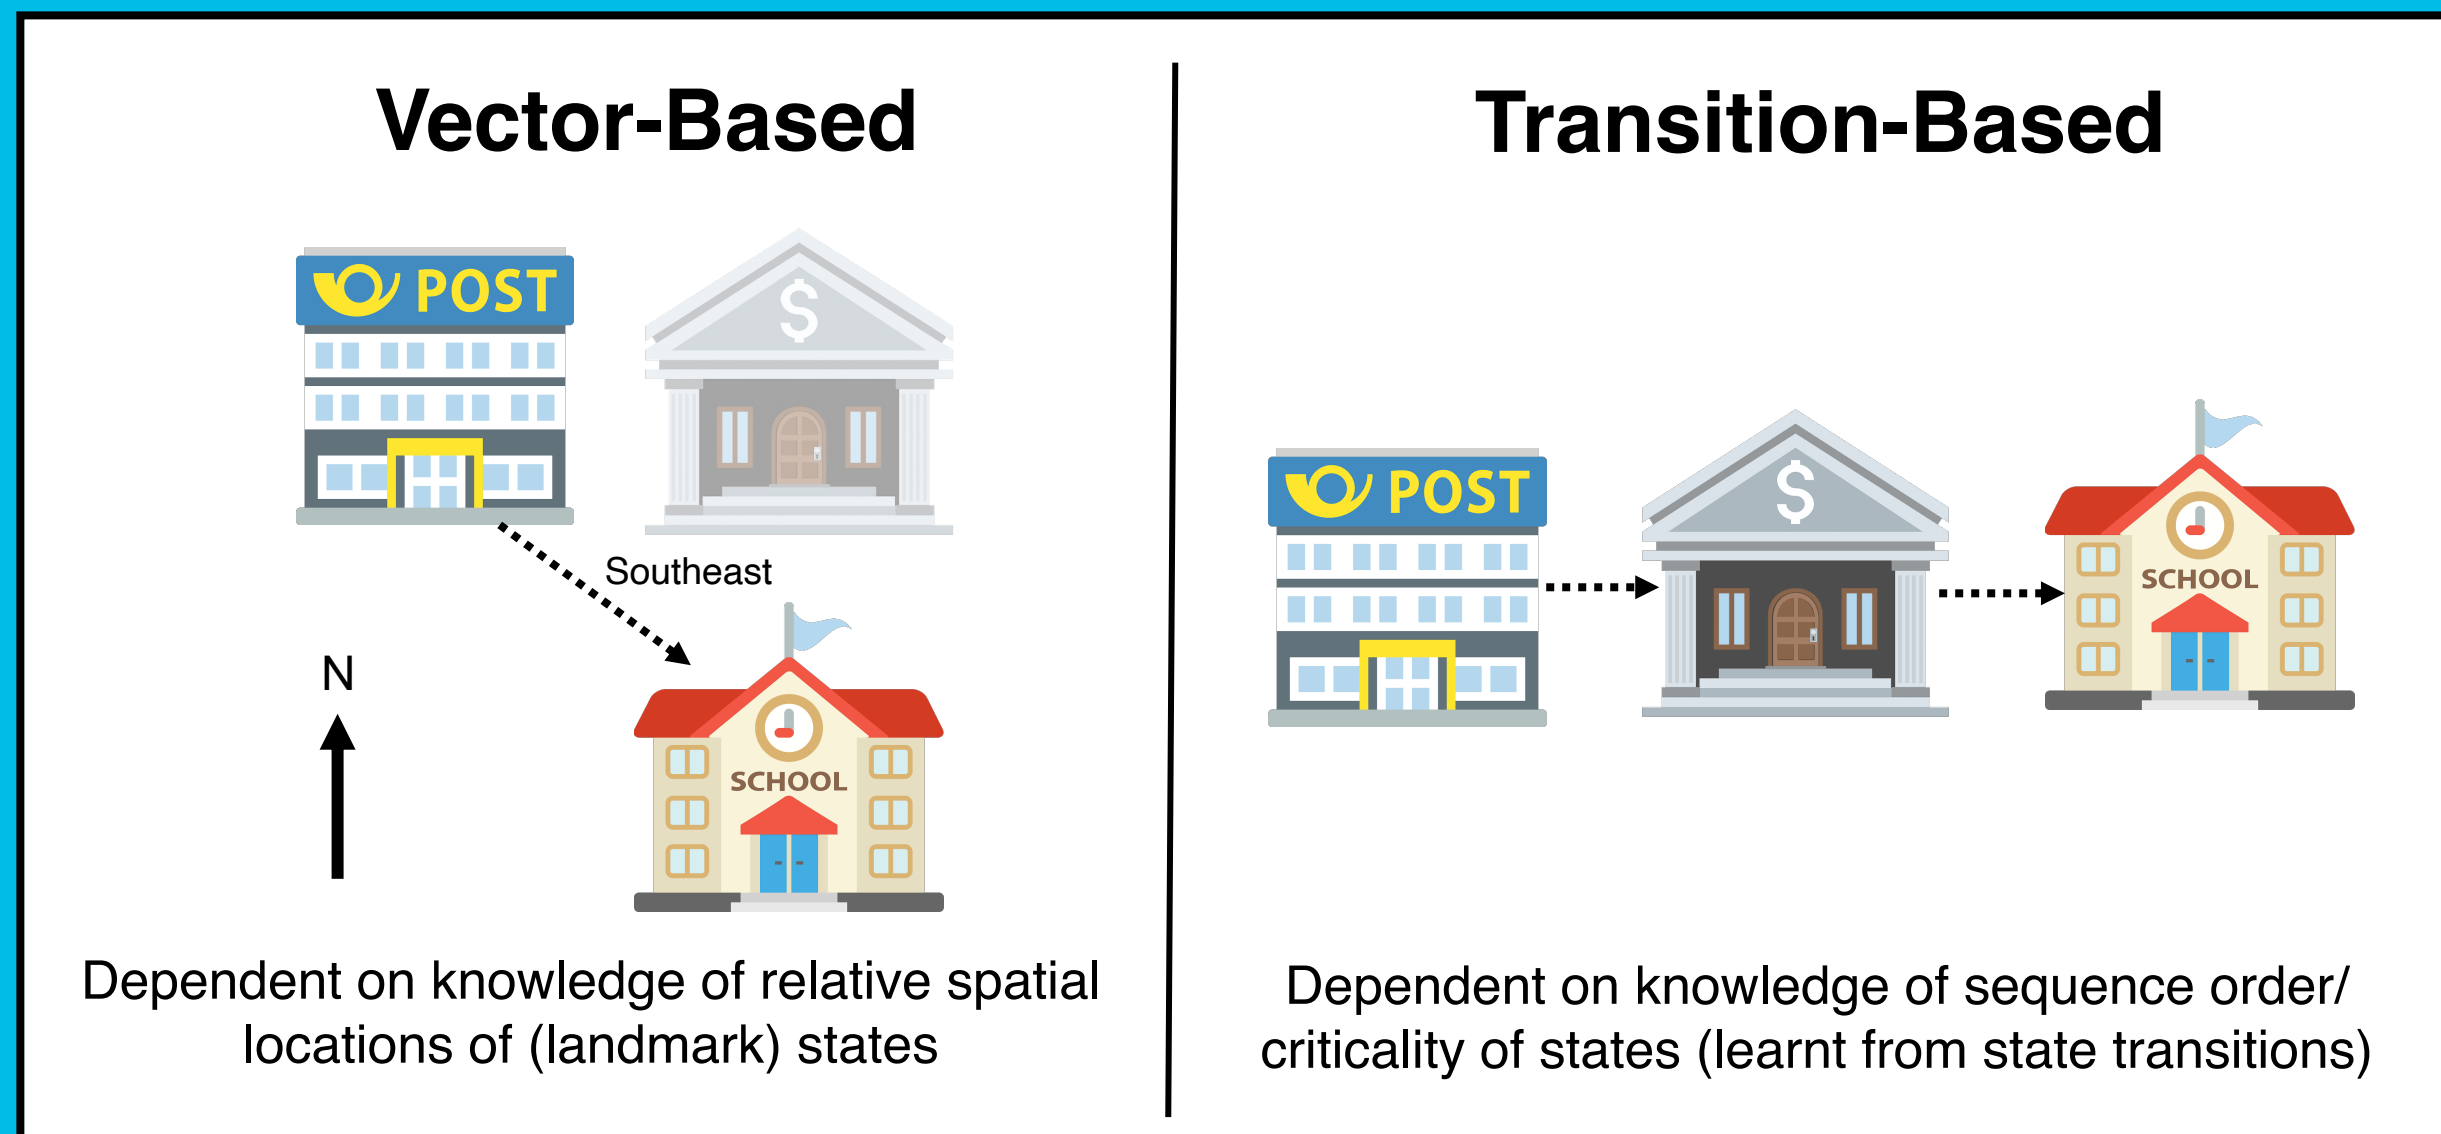 Vector-Based
POST
$
Southeast
N
SCHOOL
Dependent on knowledge of relative spatial
locations of (landmark) states
Transition-Based
POST
$
SCHOOL
Dependent on knowledge of sequence order/
criticality of states (learnt from state transitions)